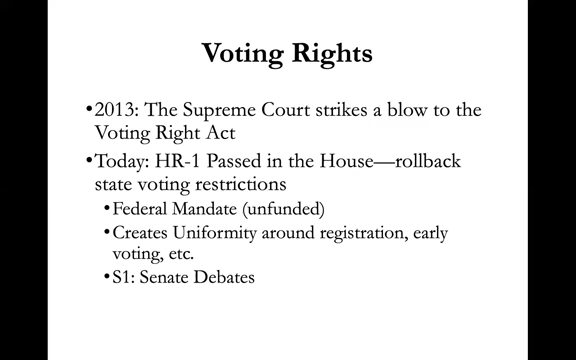 Voting Rights
•2013: The Supreme Court strikes a blow to the
Voting Right Act
•Today: HR-1 Passed in the House—rollback
state voting restrictions
•Federal Mandate (unfunded)
•Creates Uniformity around registration, early
voting, etc.
•S1: Senate Debates